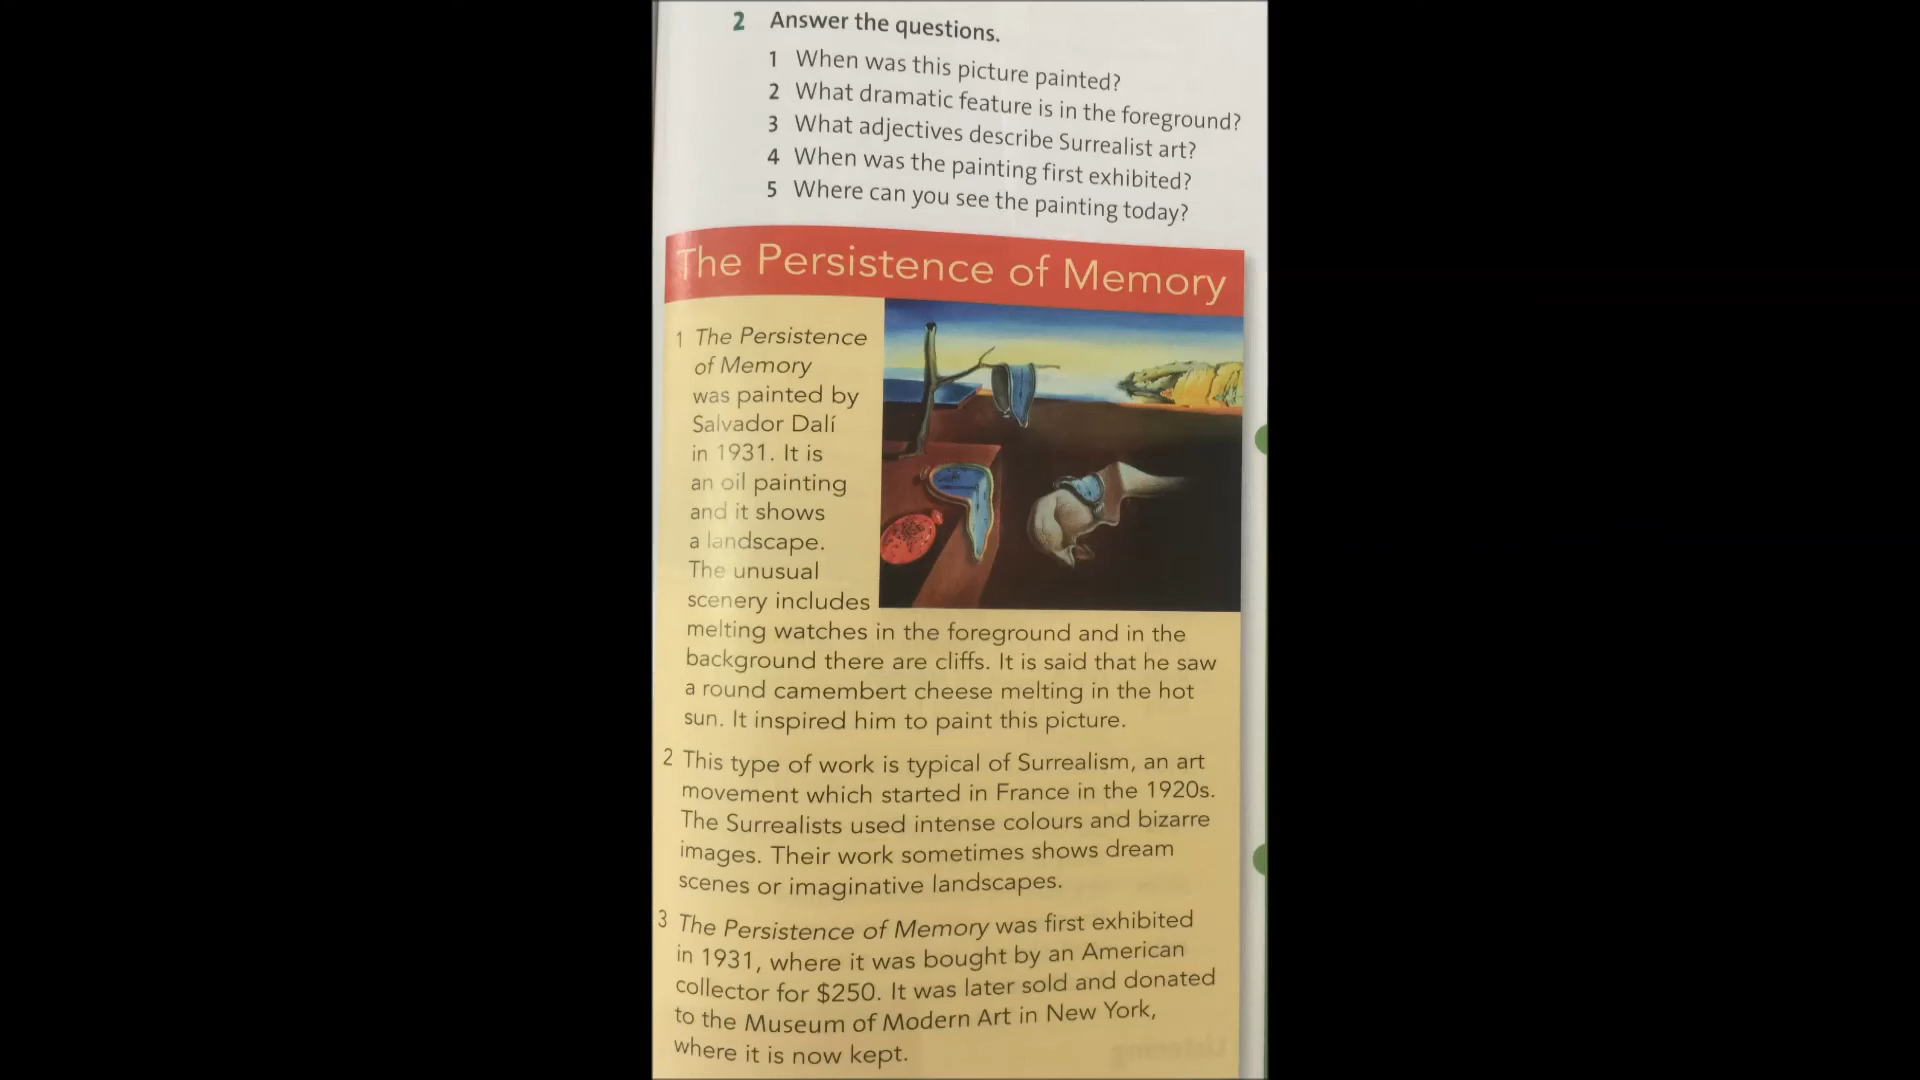 2 Answer the questions.
1 When was this picture painted?
2 What dramatic feature is in the foreground?
3 What adjectives describe Surrealist art?
4 When was the painting first exhibited?
5 Where can you see the painting today?
The Persistence of Memory
1 The Persistence
of Memory
was painted by
Salvador Dalí
in 1931. It is
an oil painting
and it shows
a landscape.
The unusual
scenery includes
melting watches in the foreground and in the
background there are cliffs. It is said that he saw
a round camembert cheese melting in the hot
sun. It inspired him to paint this picture.
2 This type of work is typical of Surrealism, an art
movement which started in France in the 1920s.
The Surrealists used intense colours and bizarre
images. Their work sometimes shows dream
scenes or imaginative landscapes.
3 The Persistence of Memory was first exhibited
in 1931, where it was bought by an American
collector for $250. It was later sold and donated
to the Museum of Modern Art in New York,
where it is now kept.